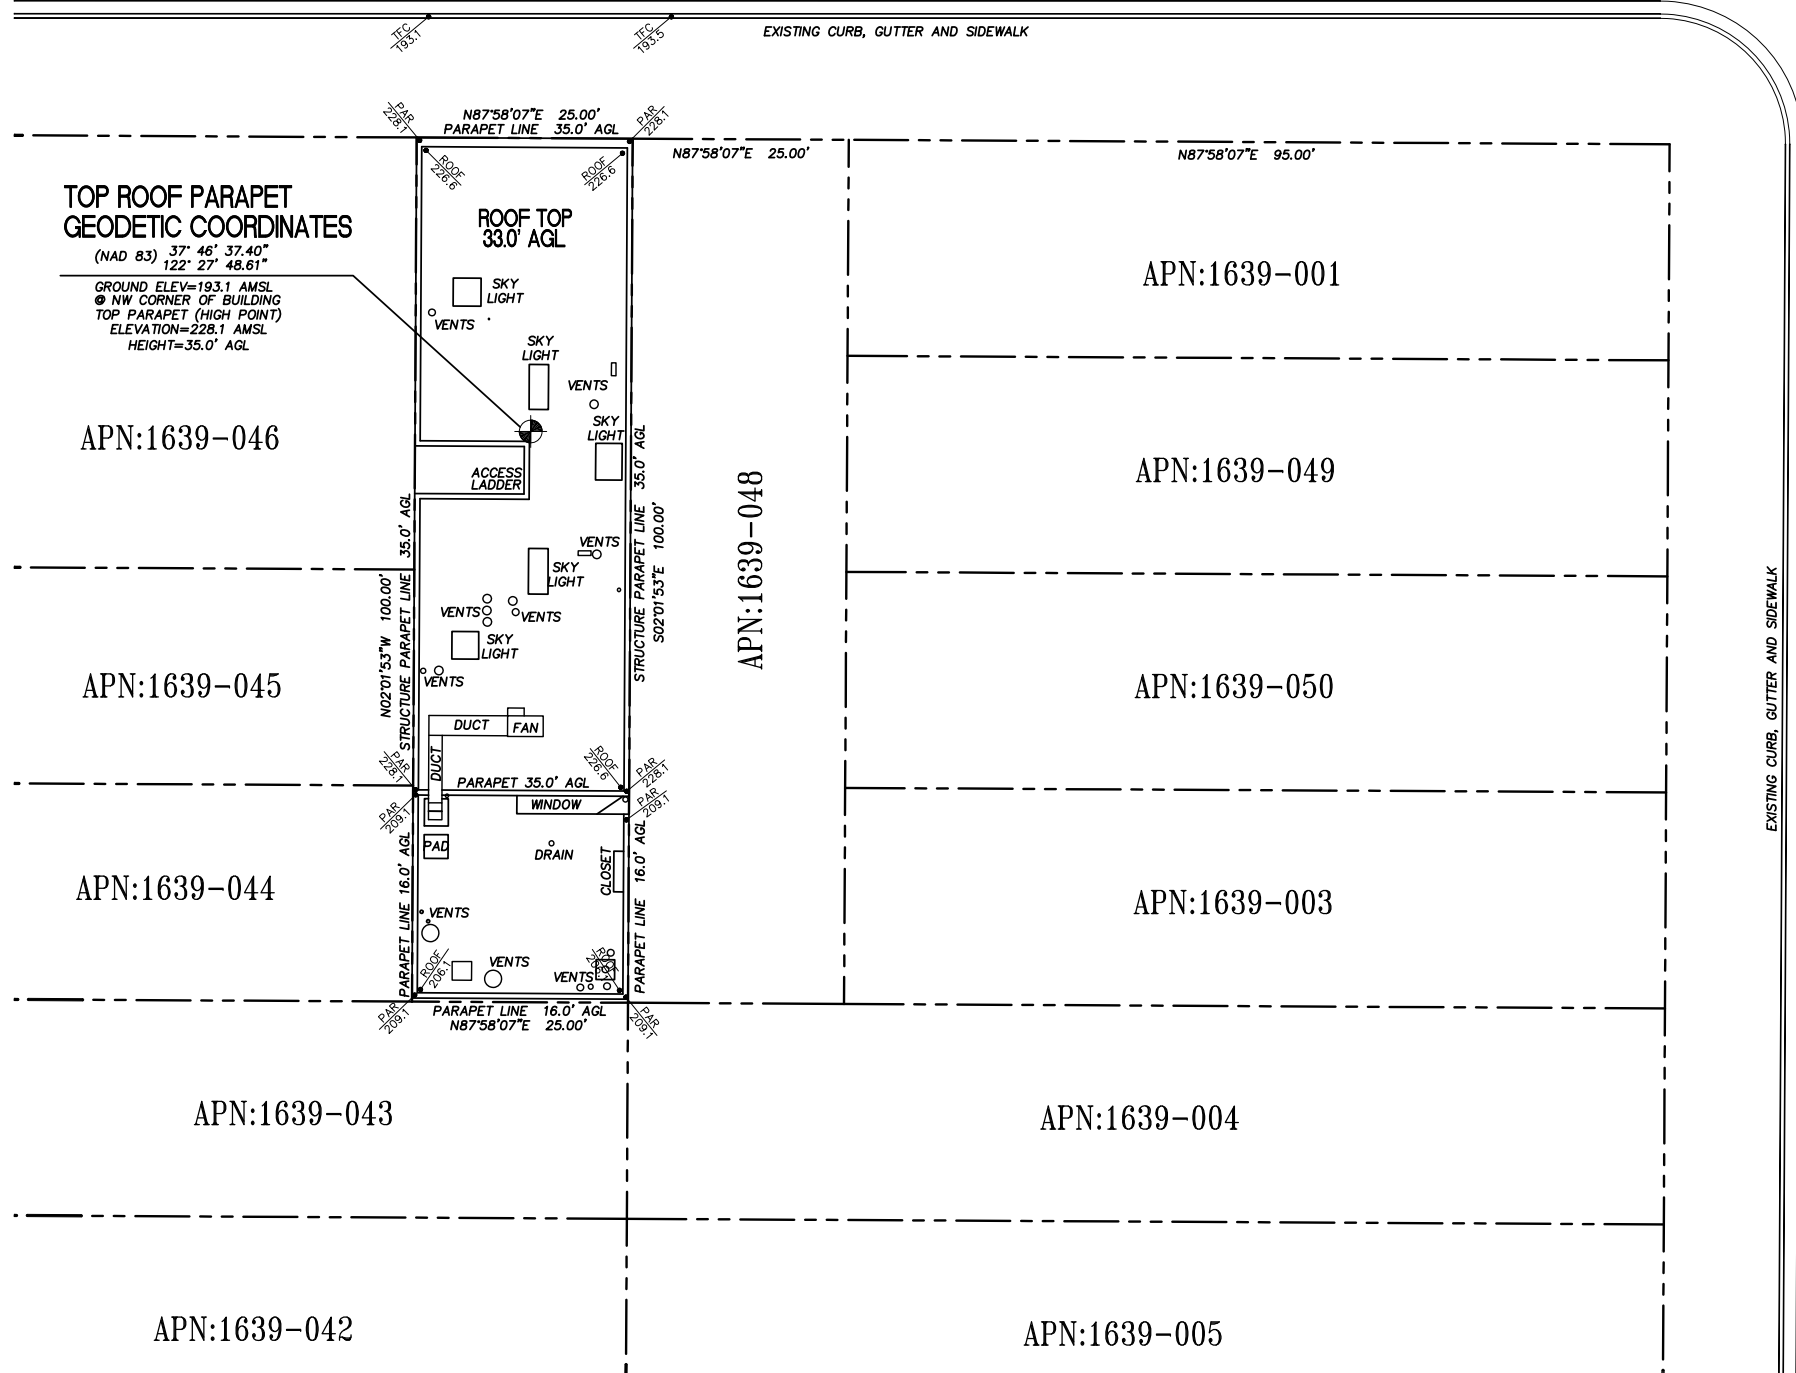 TFC
193.1
TFC
193.5
EXISTING CURB, GUTTER AND SIDEWALK
PAR
228.1
N87°58'07"E 25.00'
PARAPET LINE 35.0' AGL
PAR
228.1
N87°58'07"E 25.00'
N87°58'07"E 95.00'
ROOF
226.6
ROOF
226.6
TOP ROOF PARAPET
GEODETIC COORDINATES
(NAD 83) 37° 46' 37.40"
122° 27' 48.61"
GROUND ELEV=193.1 AMSL
@ NW CORNER OF BUILDING
TOP PARAPET (HIGH POINT)
ELEVATION=228.1 AMSL
HEIGHT=35.0' AGL
ROOF TOP
33.0' AGL
SKY
LIGHT
VENTS
SKY
LIGHT
VENTS
SKY
LIGHT
ACCESS
LADDER
APN:1639-001
APN:1639-046
APN:1639-049
APN:1639-048
STRUCTURE PARAPET LINE 35.0' AGL
S02°01'53"E 100.00'
N02°01'53"W 100.00'
STRUCTURE PARAPET LINE 35.0' AGL
VENTS
SKY
LIGHT
VENTS
VENTS
SKY
LIGHT
VENTS
APN:1639-045
APN:1639-050
EXISTING CURB, GUTTER AND SIDEWALK
DUCT
FAN
DUCT
PAR
228.1
ROOF
226.6
PAR
228.1
PARAPET 35.0' AGL
PAR
209.1
PAR
209.1
WINDOW
PAD
DRAIN
CLOSET
PARAPET LINE 16.0' AGL
PARAPET LINE 16.0' AGL
APN:1639-044
APN:1639-003
VENTS
ROOF
206.1
VENTS
VENTS
ROOF
PAR
209.1
PARAPET LINE 16.0' AGL
N87°58'07"E 25.00'
PAR
209.1
APN:1639-043
APN:1639-004
APN:1639-042
APN:1639-005